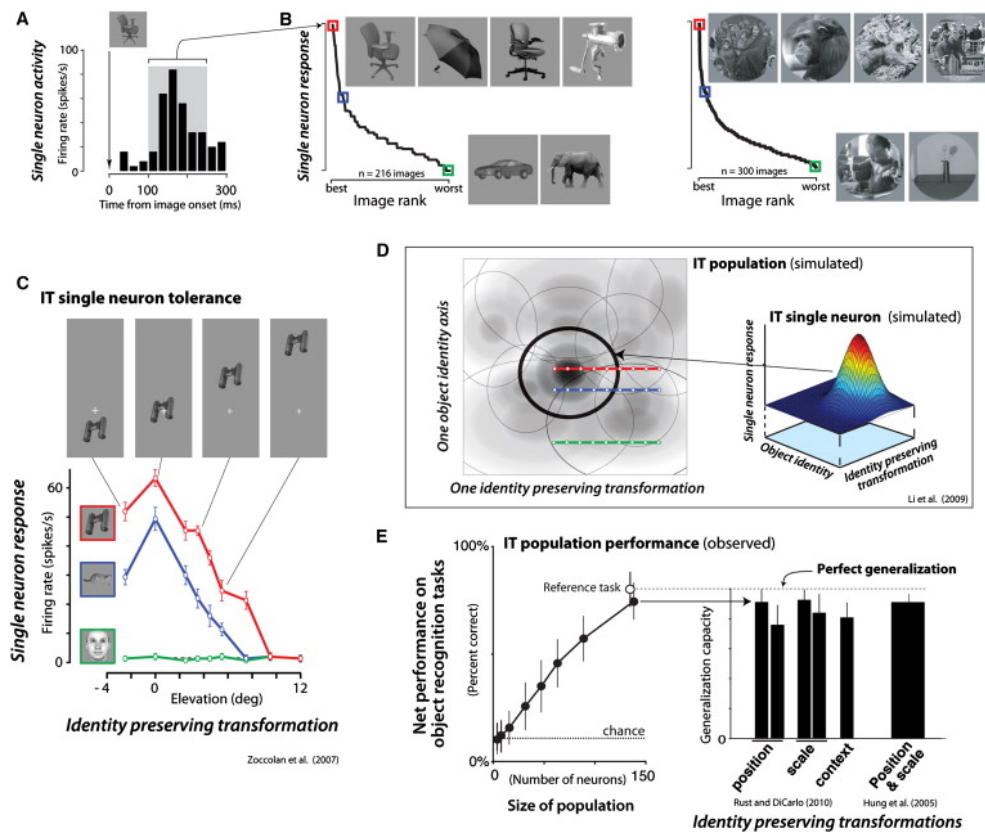 A
Single neuron activity
Firing rate (spikes/s)
100
0
0
100
200
300
Time from image onset (ms)
B
Single neuron response
n = 216 images
best
worst
Image rank
n = 300 images
best
worst
Image rank
C
IT single neuron tolerance
Single neuron response
Firing rate (spikes/s)
60
0
- 4
0
Elevation (deg)
12
Identity preserving transformation
Zoccolan et al. (2007)
D
IT population (simulated)
One object identity axis
One identity preserving transformation
IT single neuron (simulated)
Single neuron response
Object identity
Identity preserving
transformation
Li et al. (2009)
E
IT population performance (observed)
Net performance on
object recognition tasks
(Percent correct)
100%
60%
Reference task
chance
0
(Number of neurons)
150
Size of population
Perfect generalization
Generalization capacity
0
position
scale
context
Position
& scale
Rust and DiCarlo (2010)
Hung et al. (2005)
Identity preserving transformations